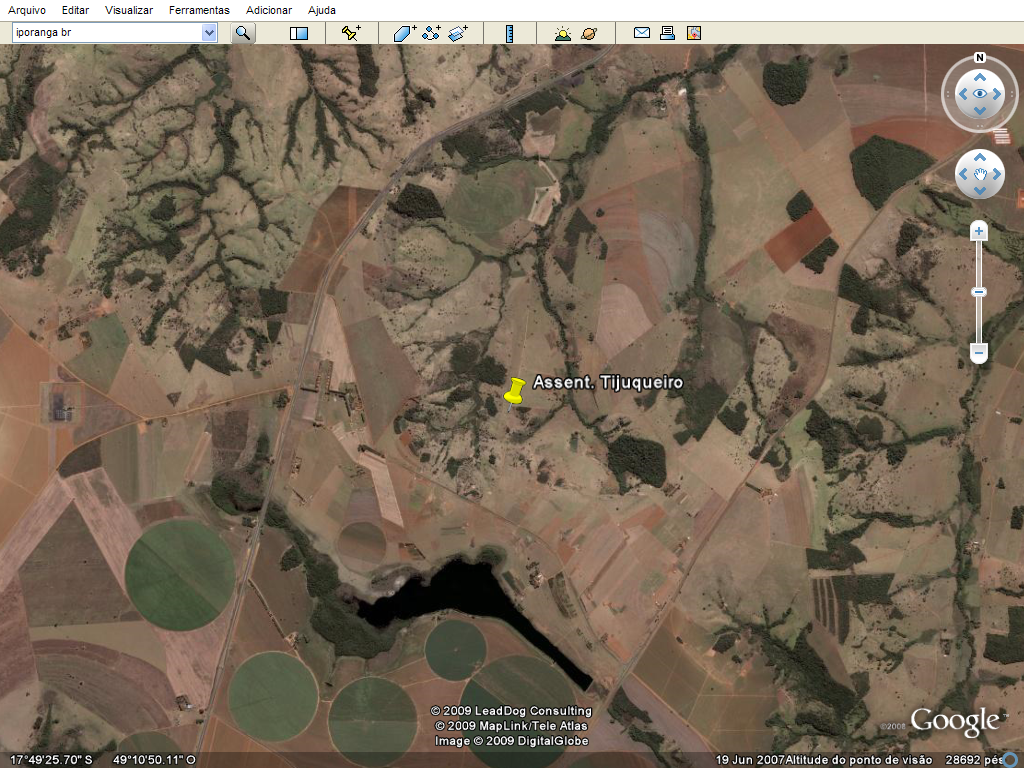 Arquivo Editar Visualizar Ferramentas Adicionar Ajuda
iporanga br
N
Assent. Tijuqueiro
© 2009 LeadDog Consulting
© 2009 MapLink/Tele Atlas
Image © 2009 DigitalGlobe
©2008 Google™
17°49'25.70" S 49°10'50.11" O 19 Jun 2007 Altitude do ponto de visão 28692 pés